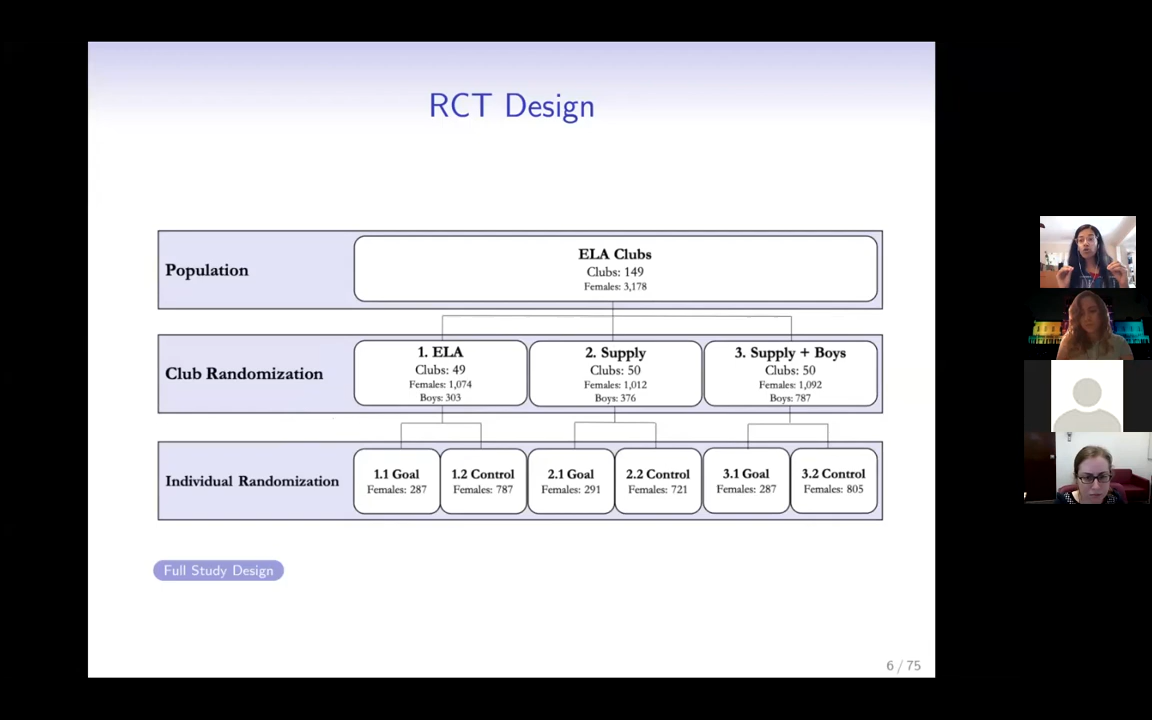 RCT Design
Population
ELA Clubs
Clubs: 149
Females: 3,178
Club Randomization
1. ELA
Clubs: 49
Females: 1,074
Boys: 303
2. Supply
Clubs: 50
Females: 1,012
Boys: 376
3. Supply + Boys
Clubs: 50
Females: 1,092
Boys: 787
Individual Randomization
1.1 Goal
Females: 287
1.2 Control
Females: 787
2.1 Goal
Females: 291
2.2 Control
Females: 721
3.1 Goal
Females: 287
3.2 Control
Females: 805
Full Study Design
6 / 75